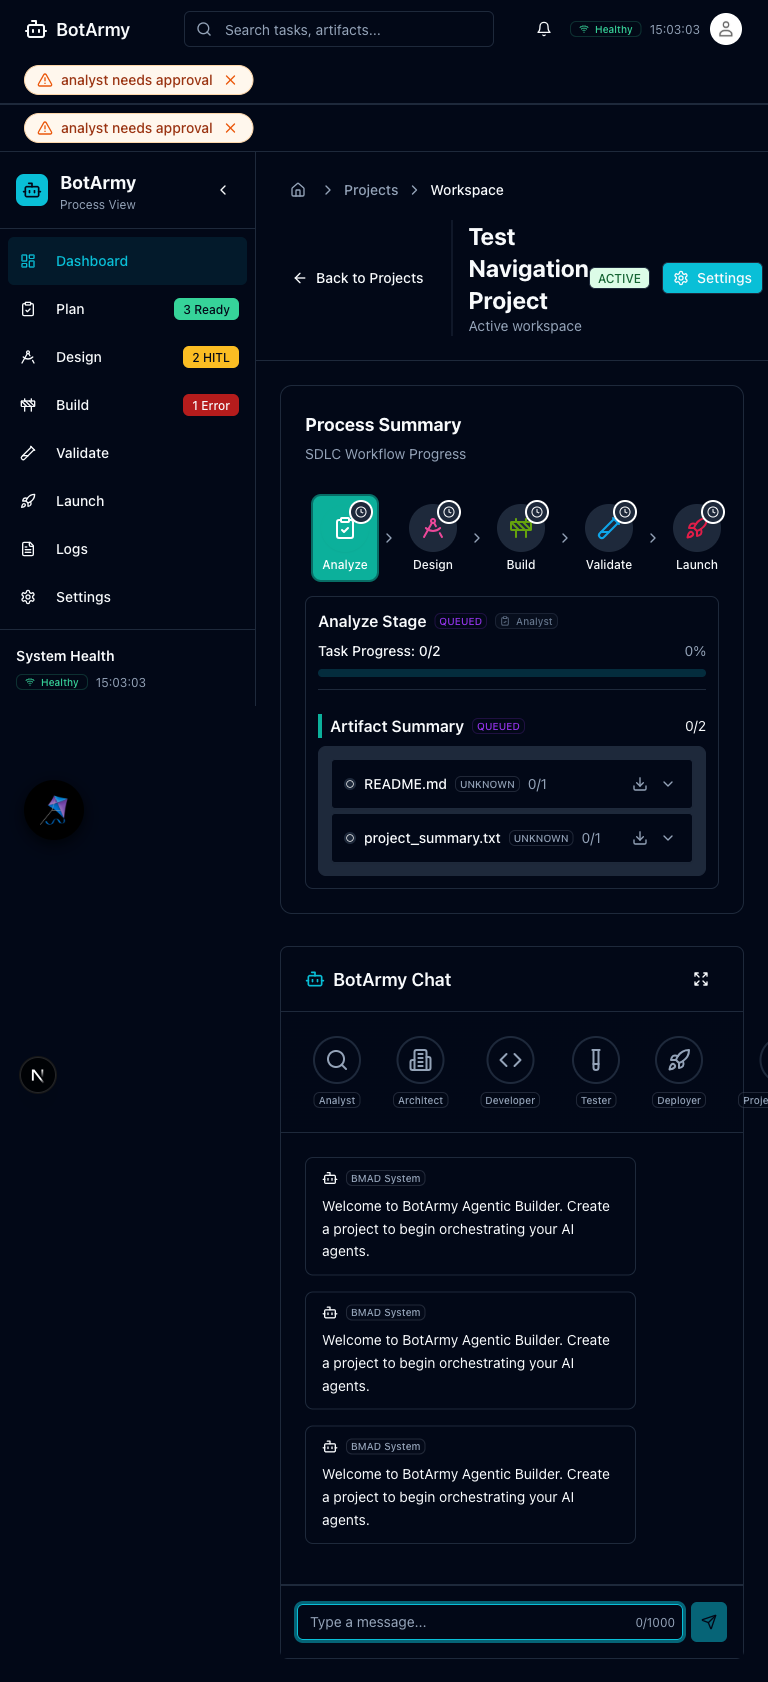 BotArmy
Search tasks, artifacts...
Healthy
15:03:03
analyst needs approval
analyst needs approval
BotArmy
Process View
Dashboard
Plan
3 Ready
Design
2 HITL
Build
1 Error
Validate
Launch
Logs
Settings
System Health
Healthy
15:03:03
N
Projects
Workspace
Back to Projects
Test
Navigation
Project
Active workspace
ACTIVE
Settings
Process Summary
SDLC Workflow Progress
Analyze
Design
Build
Validate
Launch
Analyze Stage
QUEUED
Analyst
Task Progress: 0/2
0%
Artifact Summary
QUEUED
0/2
README.md
UNKNOWN
0/1
project_summary.txt
UNKNOWN
0/1
BotArmy Chat
Analyst
Architect
Developer
Tester
Deployer
BMAD System
Welcome to BotArmy Agentic Builder. Create
a project to begin orchestrating your AI
agents.
BMAD System
Welcome to BotArmy Agentic Builder. Create
a project to begin orchestrating your AI
agents.
BMAD System
Welcome to BotArmy Agentic Builder. Create
a project to begin orchestrating your AI
agents.
Type a message...
0/1000